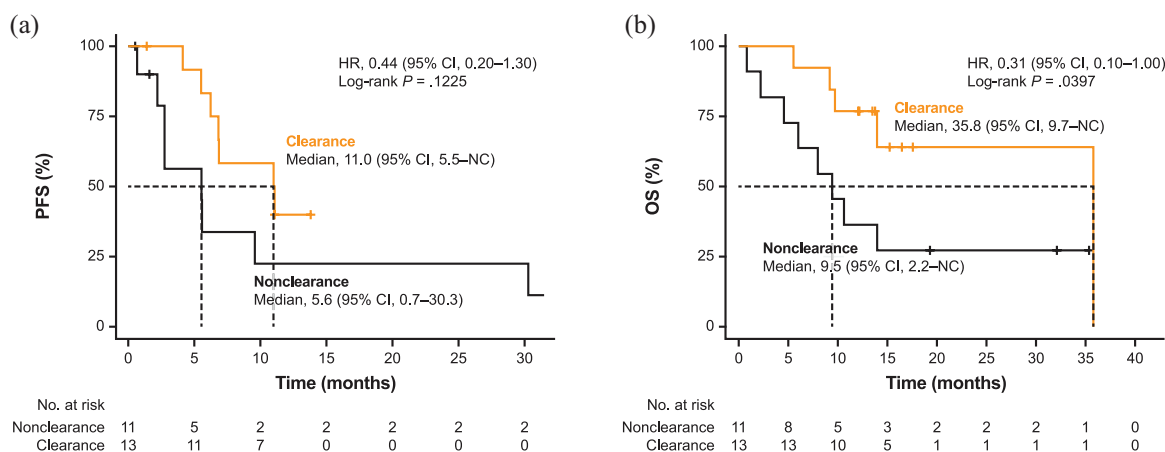 (a)
100
75
50
25
0
PFS (%)
HR, 0.44 (95% CI, 0.20–1.30)
Log-rank P = .1225
Clearance
Median, 11.0 (95% CI, 5.5–NC)
Nonclearance
Median, 5.6 (95% CI, 0.7–30.3)
0 5 10 15 20 25 30
Time (months)
No. at risk
Nonclearance 11 5 2 2 2 2 2
Clearance 13 11 7 0 0 0 0
(b)
100
75
50
25
0
OS (%)
HR, 0.31 (95% CI, 0.10–1.00)
Log-rank P = .0397
Clearance
Median, 35.8 (95% CI, 9.7–NC)
Nonclearance
Median, 9.5 (95% CI, 2.2–NC)
0 5 10 15 20 25 30 35 40
Time (months)
No. at risk
Nonclearance 11 8 5 3 2 2 2 1 0
Clearance 13 13 10 5 1 1 1 1 0